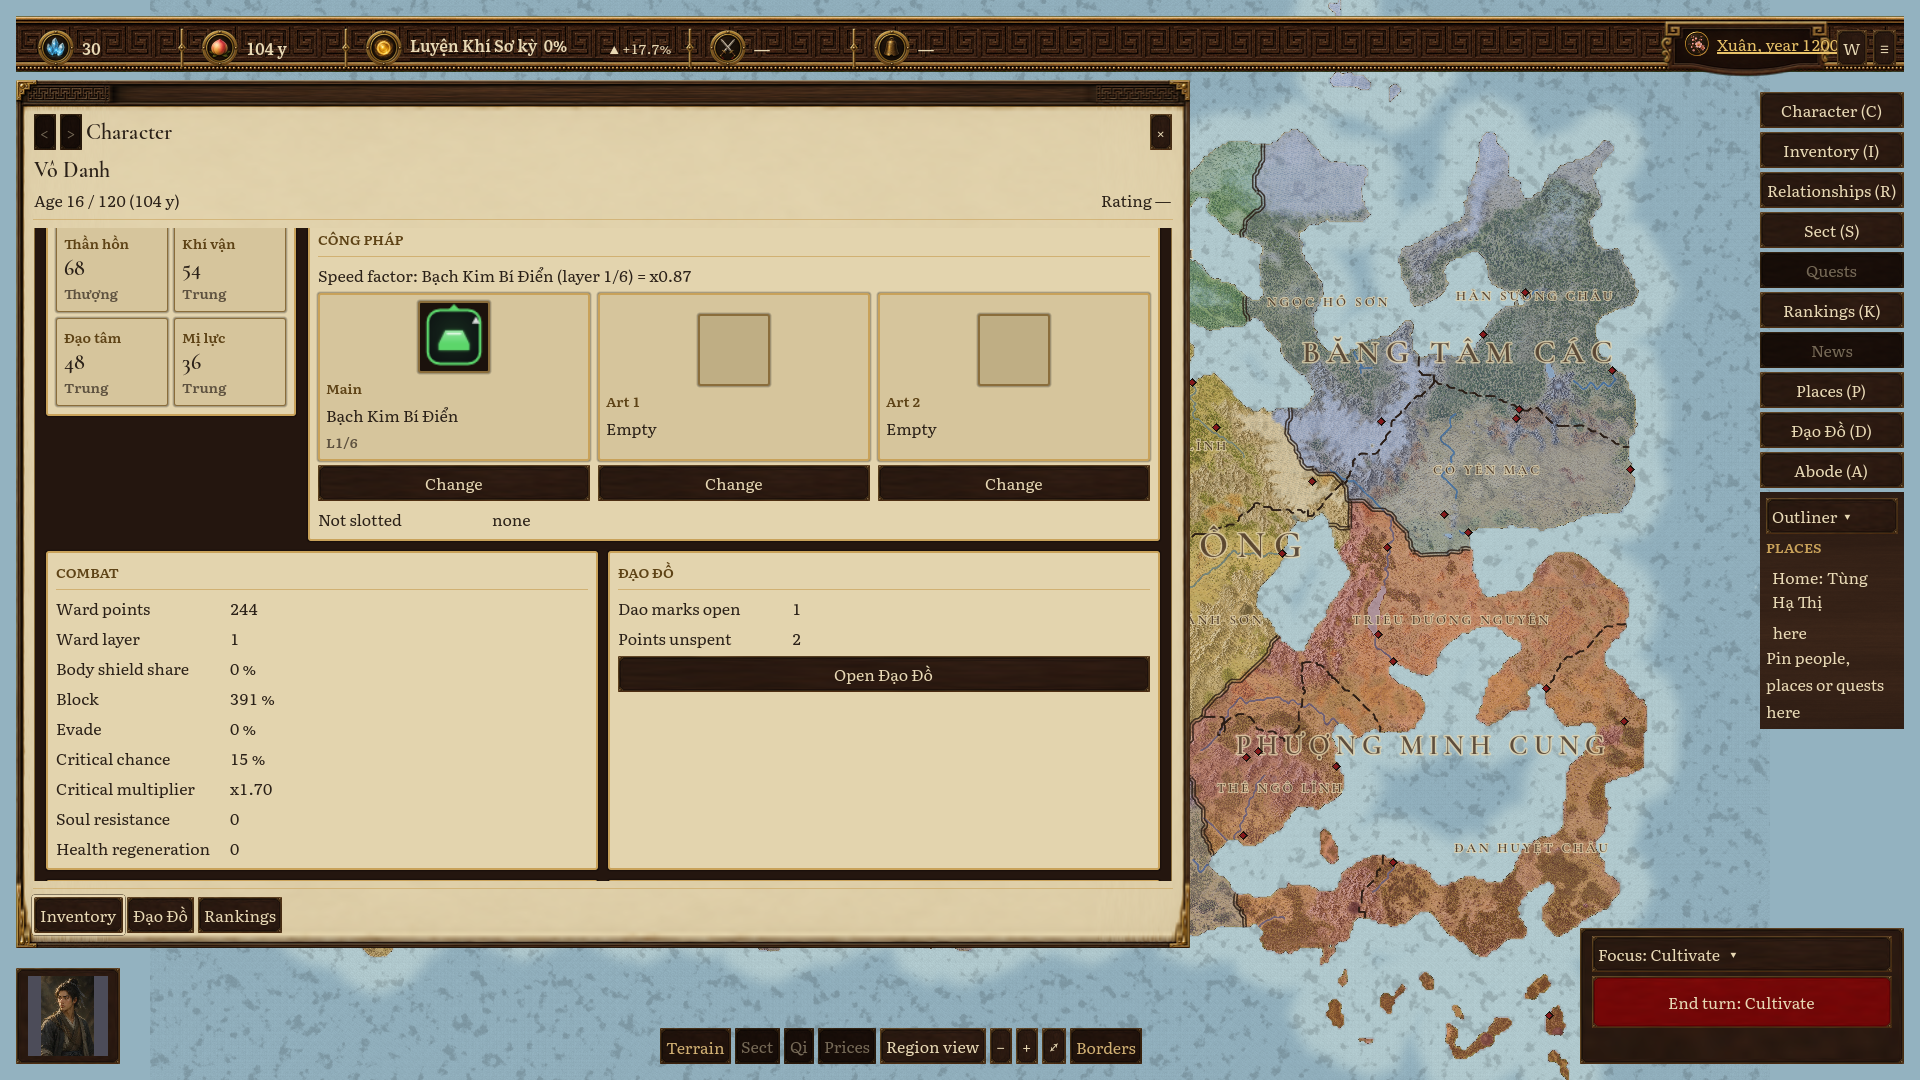 30
104 y
Luyện Khí Sơ kỳ 0%
▲+17.7%
—
—
Xuân, year 1200
W
≡
< > Character
×
Vô Danh
Age 16 / 120 (104 y)
Rating —
Thần hồn
68
Thượng
Khí vận
54
Trung
Đạo tâm
48
Trung
Mị lực
36
Trung
CÔNG PHÁP
Speed factor: Bạch Kim Bí Điển (layer 1/6) = x0.87
Main
Bạch Kim Bí Điển
L1/6
Change
Art 1
Empty
Change
Art 2
Empty
Change
Not slotted none
COMBAT
Ward points 244
Ward layer 1
Body shield share 0 %
Block 391 %
Evade 0 %
Critical chance 15 %
Critical multiplier x1.70
Soul resistance 0
Health regeneration 0
ĐẠO ĐỒ
Dao marks open 1
Points unspent 2
Open Đạo Đồ
Inventory
Đạo Đồ
Rankings
NGỌC HỒ SƠN
HÀN SƯƠNG CHÂU
BĂNG TÂM CÁC
CỔ YÊN MẠC
ÔNG
TRIỀU DƯƠNG NGUYÊN
PHƯỢNG MINH CUNG
THÊ NGÔ LĨNH
ĐAN HUYỆT CHÂU
Character (C)
Inventory (I)
Relationships (R)
Sect (S)
Quests
Rankings (K)
News
Places (P)
Đạo Đồ (D)
Abode (A)
Outliner ▾
PLACES
Home: Tùng
Hạ Thị
here
Pin people,
places or quests
here
Focus: Cultivate ▾
End turn: Cultivate
Terrain
Sect
Qi
Prices
Region view
−
+
⤢
Borders